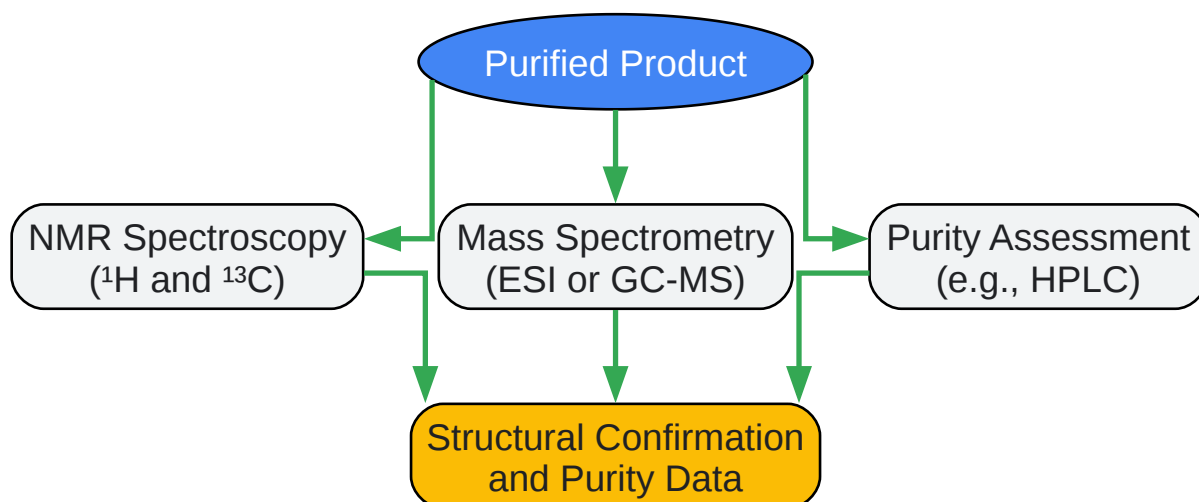 Purified Product
NMR Spectroscopy
(¹H and ¹³C)
Mass Spectrometry
(ESI or GC-MS)
Purity Assessment
(e.g., HPLC)
Structural Confirmation
and Purity Data